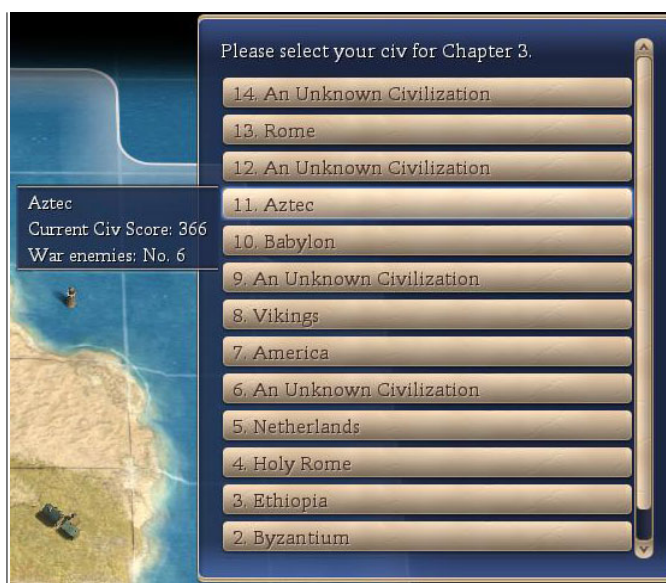 Please select your civ for Chapter 3.
14. An Unknown Civilization
13. Rome
12. An Unknown Civilization
Aztec
Current Civ Score: 366
War enemies: No. 6
11. Aztec
10. Babylon
9. An Unknown Civilization
8. Vikings
7. America
6. An Unknown Civilization
5. Netherlands
4. Holy Rome
3. Ethiopia
2. Byzantium